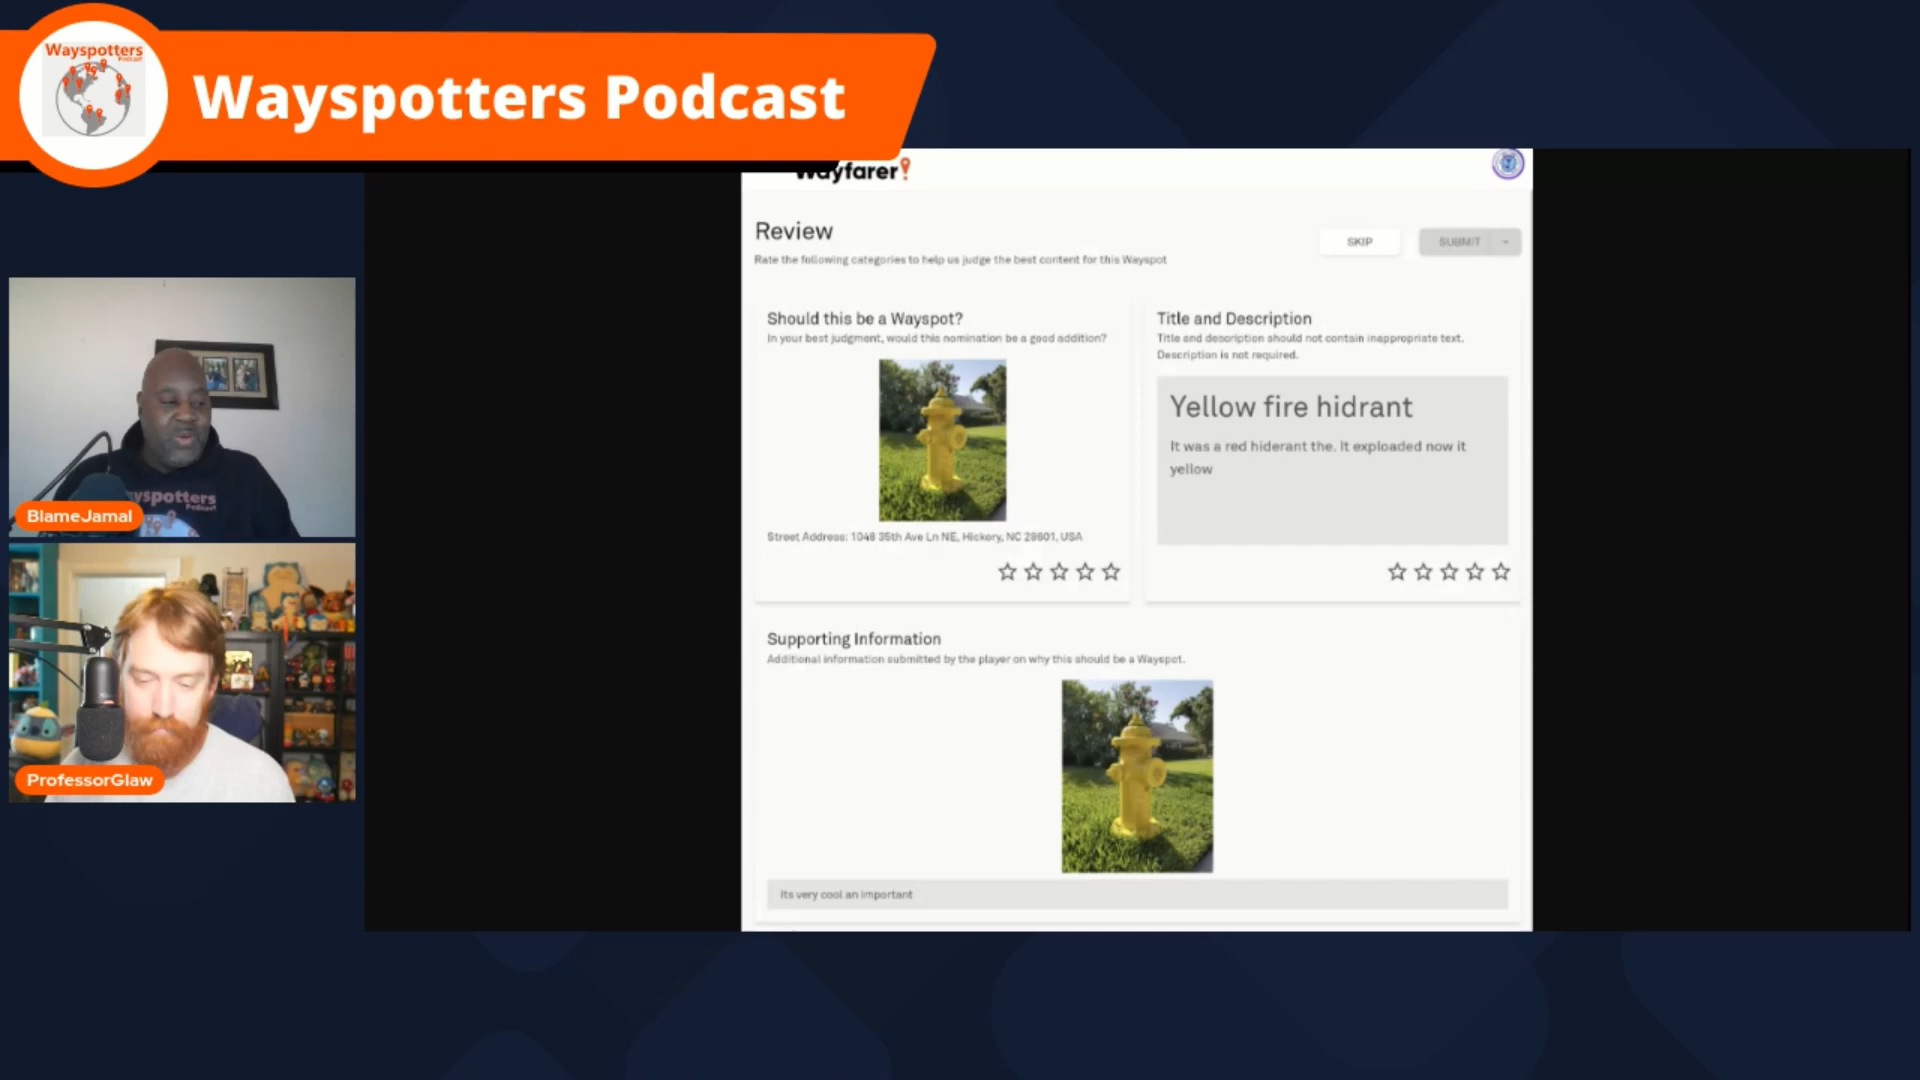 Wayspotters
Podcast
Wayspotters Podcast
Wayfarer!
Review
Rate the following categories to help us judge the best content for this Wayspot
SKIP
SUBMIT
Should this be a Wayspot?
In your best judgment, would this nomination be a good addition?
Street Address: 1048 35th Ave Ln NE, Hickory, NC 28601, USA
Title and Description
Title and description should not contain inappropriate text.
Description is not required.
Yellow fire hidrant
It was a red hiderant the. It exploaded now it
yellow
Supporting Information
Additional information submitted by the player on why this should be a Wayspot.
Its very cool an important
yspotters
Podcast
BlameJamal
ProfessorGlaw